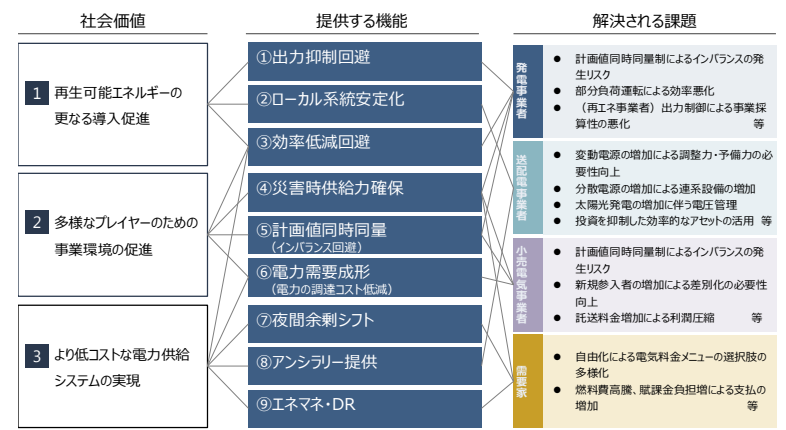 社会価値
提供する機能
解決される課題
1
再生可能エネルギーの
更なる導入促進
2
多様なプレイヤーのための
事業環境の促進
3
より低コストな電力供給
システムの実現
①出力抑制回避
②ローカル系統安定化
③効率低減回避
④災害時供給力確保
⑤計画値同時同量
（インバランス回避）
⑥電力需要成形
（電力の調達コスト低減）
⑦夜間余剰シフト
⑧アンシラリー提供
⑨エネマネ・DR
発電事業者
● 計画値同時同量制によるインバランスの発
生リスク
● 部分負荷運転による効率悪化
● （再エネ事業者）出力制御による事業採
算性の悪化 等
送配電事業者
● 変動電源の増加による調整力・予備力の必
要性向上
● 分散電源の増加による連系設備の増加
● 太陽光発電の増加に伴う電圧管理
● 投資を抑制した効率的なアセットの活用 等
小売電気事業者
● 計画値同時同量制によるインバランスの発
生リスク
● 新規参入者の増加による差別化の必要性
向上
● 託送料金増加による利潤圧縮 等
需要家
● 自由化による電気料金メニューの選択肢の
多様化
● 燃料費高騰、賦課金負担増による支払の
増加 等